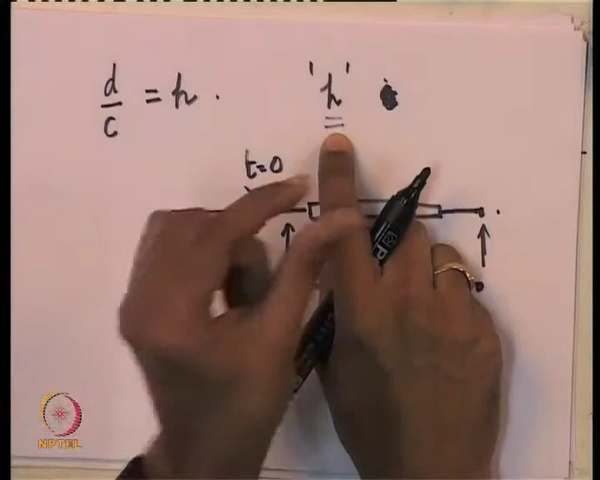 d/c = h .
'h'
t=0
NPTEL